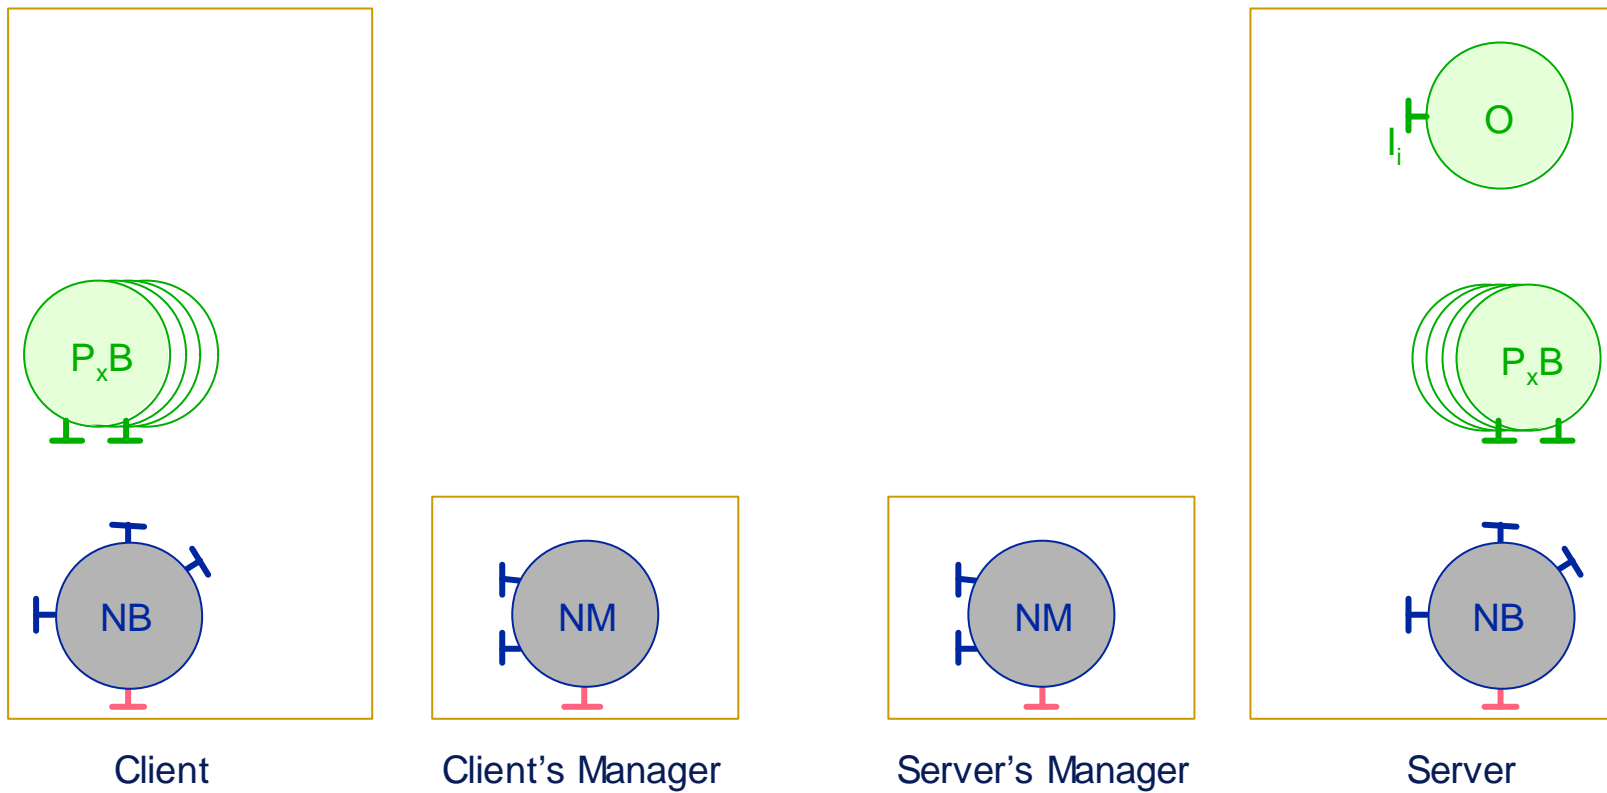 O
Iᵢ
PₓB
PₓB
NB
NM
NM
NB
Client
Client’s Manager
Server’s Manager
Server